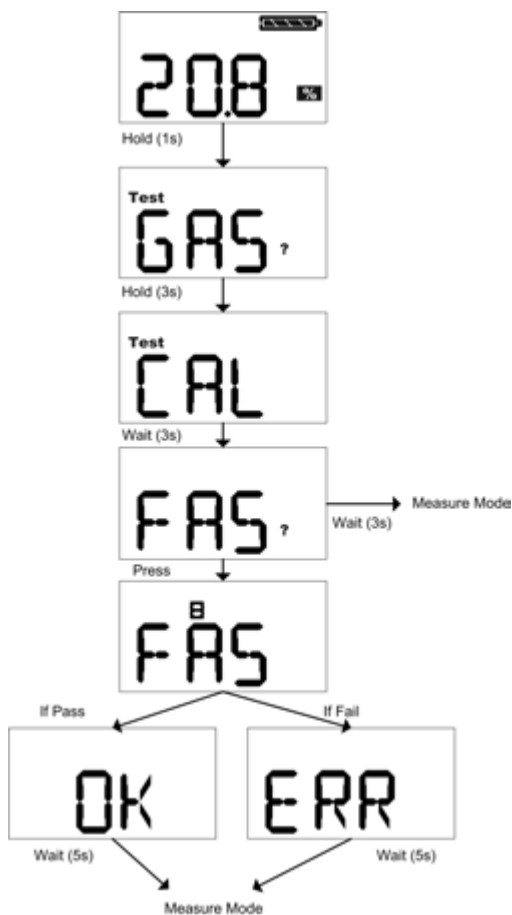 20.8 %
Hold (1s)
Test
GAS ?
Hold (3s)
Test
CAL
Wait (3s)
FAS ?
Measure Mode
Wait (3s)
Press
FAS
If Pass
If Fail
OK
ERR
Wait (5s)
Wait (5s)
Measure Mode